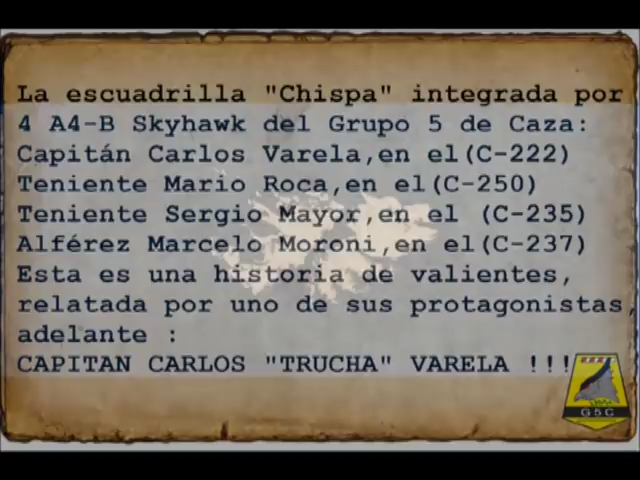 La escuadrilla "Chispa" integrada por
4 A4-B Skyhawk del Grupo 5 de Caza:
Capitán Carlos Varela,en el(C-222)
Teniente Mario Roca,en el(C-250)
Teniente Sergio Mayor,en el (C-235)
Alférez Marcelo Moroni,en el(C-237)
Esta es una historia de valientes,
relatada por uno de sus protagonistas,
adelante :
CAPITAN CARLOS "TRUCHA" VARELA !!!
G5C